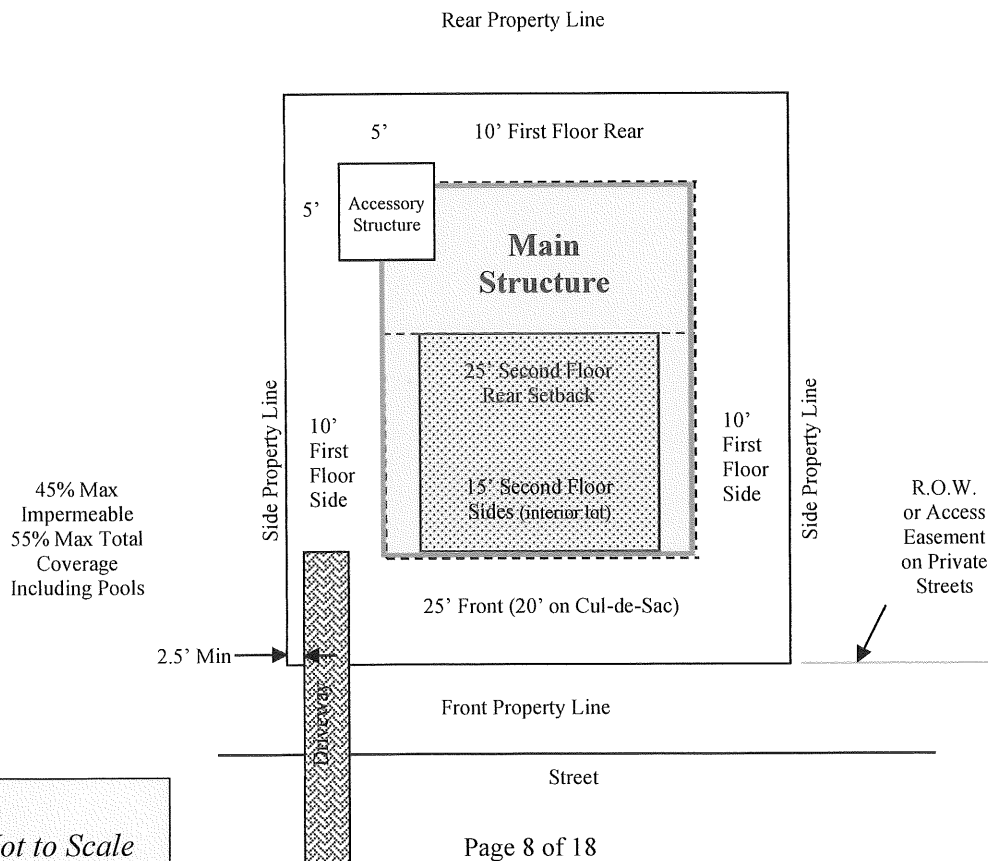 Rear Property Line
5’
10’ First Floor Rear
5’
Accessory
Structure
Main
Structure
25’ Second Floor
Rear Setback
Side Property Line
10’
First
Floor
Side
10’
First
Floor
Side
Side Property Line
15’ Second Floor
Sides (interior lot)
45% Max
Impermeable
55% Max Total
Coverage
Including Pools
R.O.W.
or Access
Easement
on Private
Streets
25’ Front (20’ on Cul-de-Sac)
2.5’ Min
Driveway
Front Property Line
Street
to Scale
Page 8 of 18